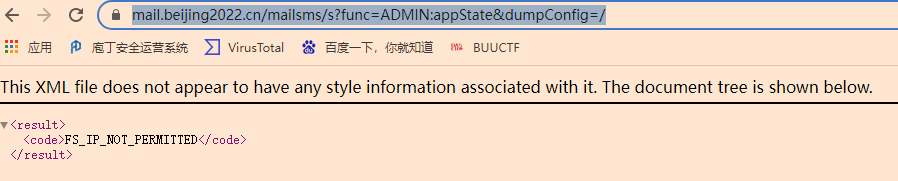 mail.beijing2022.cn/mailsms/s?func=ADMIN:appState&dumpConfig=/
应用 庖丁安全运营系统 VirusTotal 百度一下，你就知道 BUUCTF
This XML file does not appear to have any style information associated with it. The document tree is shown below.
▼<result>
<code>FS_IP_NOT_PERMITTED</code>
</result>